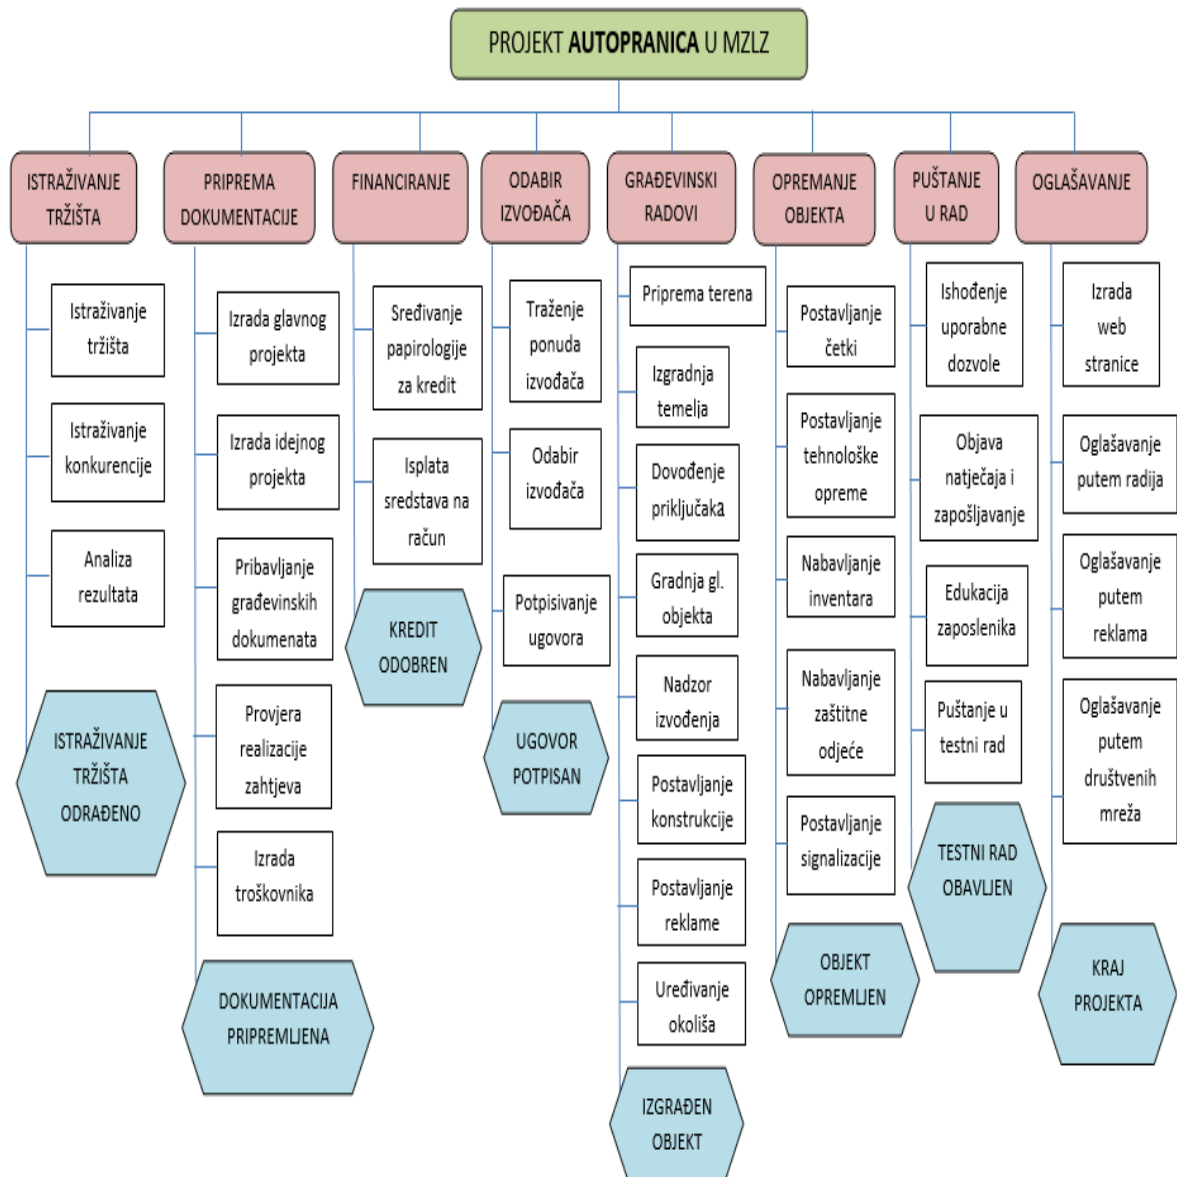 PROJEKT AUTOPRANICA U MZLZ
ISTRAŽIVANJE
TRŽIŠTA
Istraživanje
tržišta
Istraživanje
konkurencije
Analiza
rezultata
ISTRAŽIVANJE
TRŽIŠTA
ODRAĐENO
PRIPREMA
DOKUMENTACIJE
Izrada glavnog
projekta
Izrada idejnog
projekta
Pribavljanje
građevinskih
dokumenata
Provjera
realizacije
zahtjeva
Izrada
troškovnika
DOKUMENTACIJA
PRIPREMLJENA
FINANCIRANJE
Sređivanje
papirologije
za kredit
Isplata
sredstava na
račun
KREDIT
ODOBREN
ODABIR
IZVOĐAČA
Traženje
ponuda
izvođača
Odabir
izvođača
Potpisivanje
ugovora
UGOVOR
POTPISAN
GRAĐEVINSKI
RADOVI
Priprema terena
Izgradnja
temelja
Dovođenje
priključaka
Gradnja gl.
objekta
Nadzor
izvođenja
Postavljanje
konstrukcije
Postavljanje
reklame
Uređivanje
okoliša
IZGRAĐEN
OBJEKT
OPREMANJE
OBJEKTA
Postavljanje
četki
Postavljanje
tehnološke
opreme
Nabavljanje
inventara
Nabavljanje
zaštitne
odjeće
Postavljanje
signalizacije
OBJEKT
OPREMLJEN
PUŠTANJE
U RAD
Ishođenje
uporabne
dozvole
Objava
natječaja i
zapošljavanje
Edukacija
zaposlenika
Puštanje u
testni rad
TESTNI RAD
OBAVLJEN
OGLAŠAVANJE
Izrada
web
stranice
Oglašavanje
putem radija
Oglašavanje
putem
reklama
Oglašavanje
putem
društvenih
mreža
KRAJ
PROJEKTA